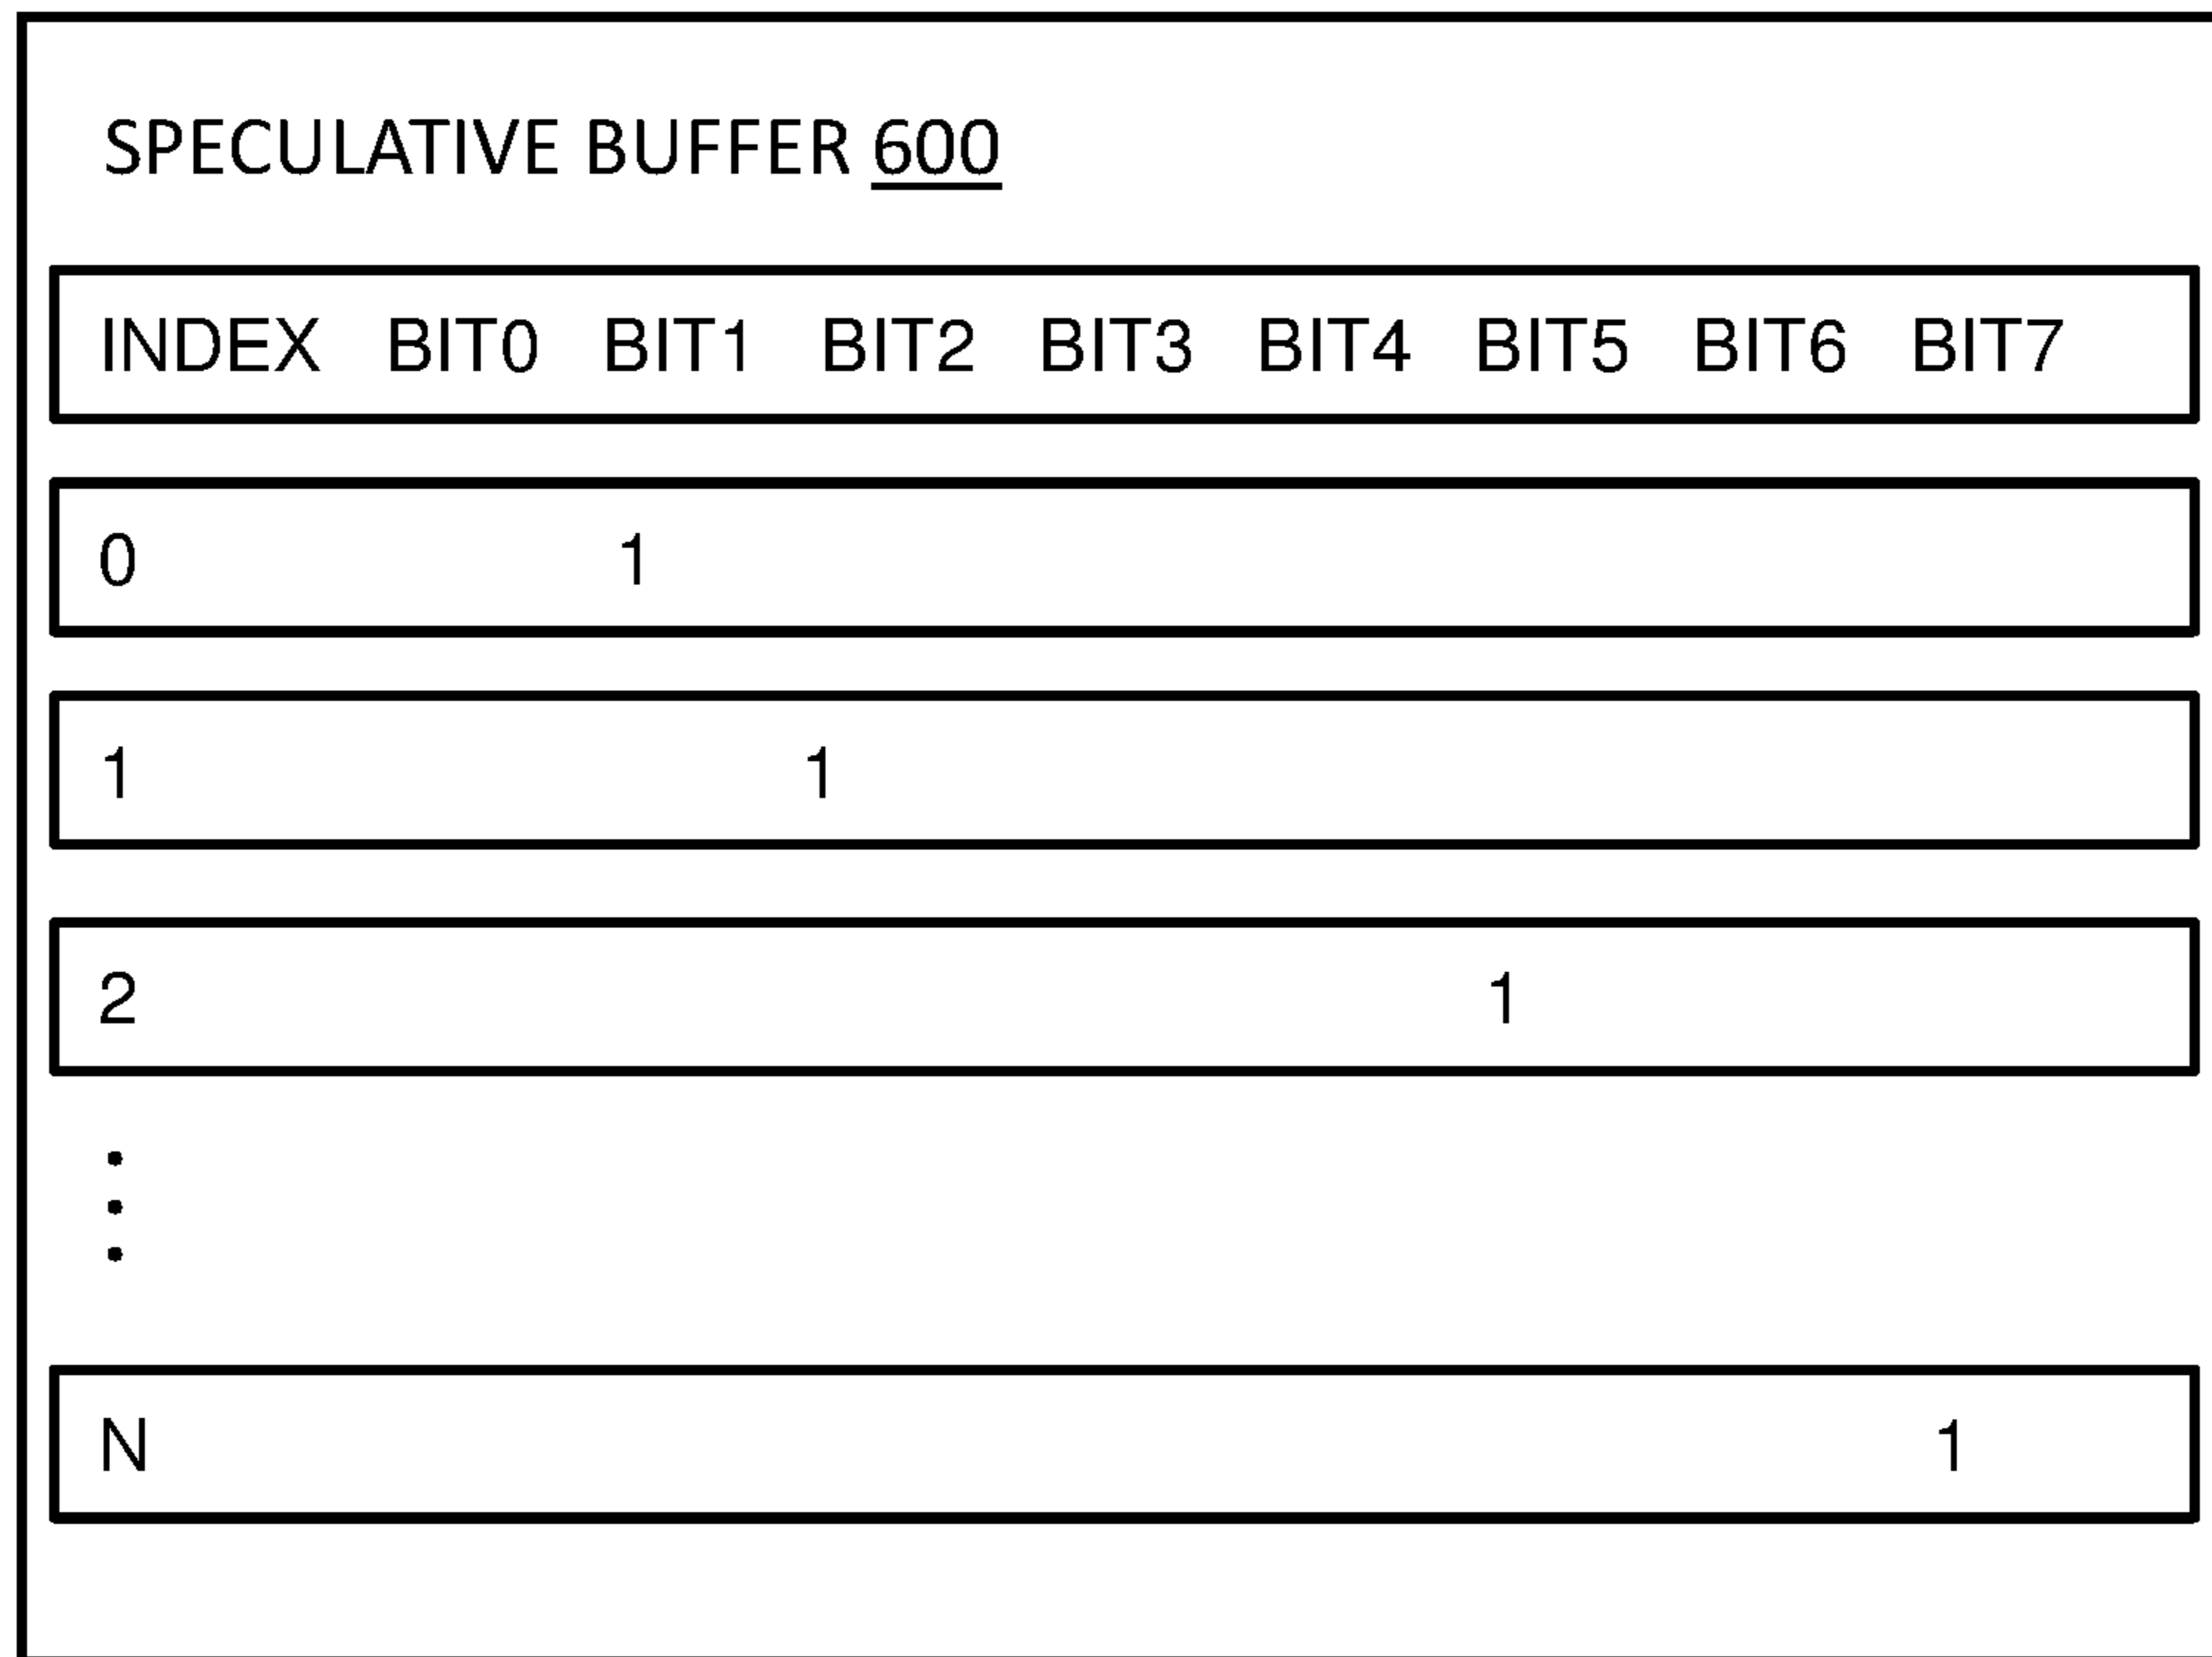 SPECULATIVE BUFFER 600
INDEX BIT0 BIT1 BIT2 BIT3 BIT4 BIT5 BIT6 BIT7
0 1
1 1
2 1
N 1